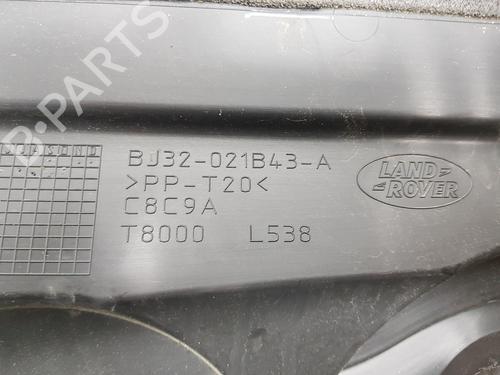 B-PARTS
BJ32-021B43-A
>PP-T20<
C8C9A
T8000 L538
LAND
ROVER